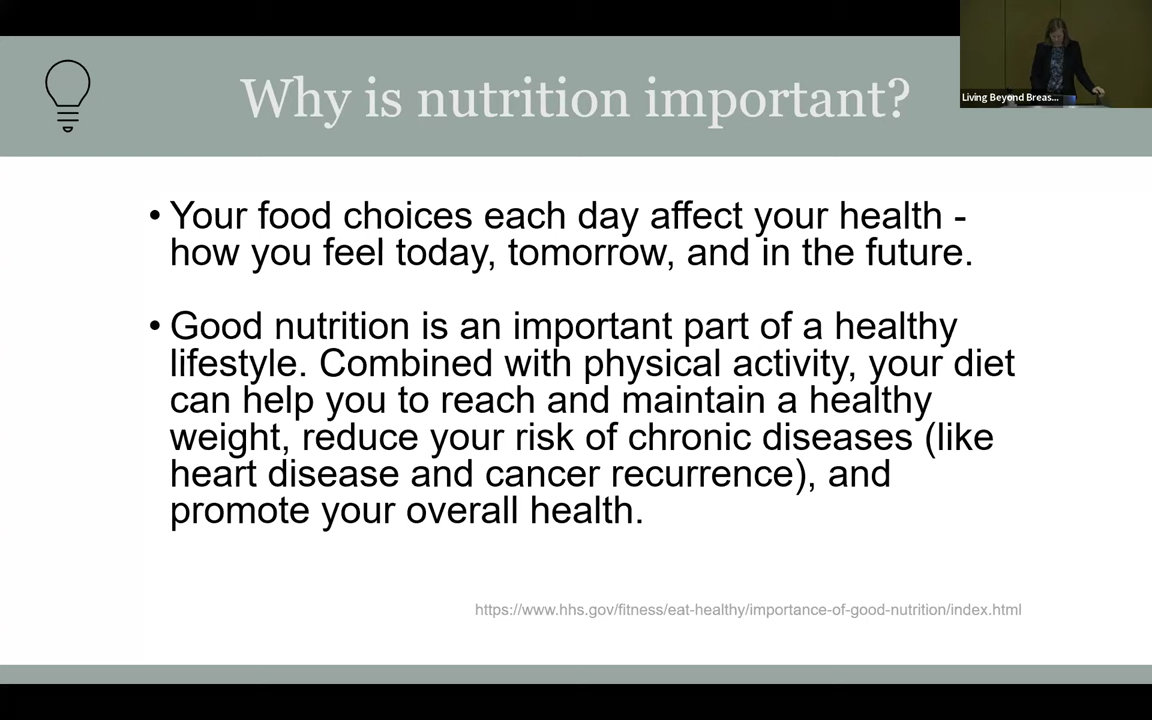 Why is nutrition important?
Living Beyond Breas...
• Your food choices each day affect your health -
how you feel today, tomorrow, and in the future.
• Good nutrition is an important part of a healthy
lifestyle. Combined with physical activity, your diet
can help you to reach and maintain a healthy
weight, reduce your risk of chronic diseases (like
heart disease and cancer recurrence), and
promote your overall health.
https://www.hhs.gov/fitness/eat-healthy/importance-of-good-nutrition/index.html